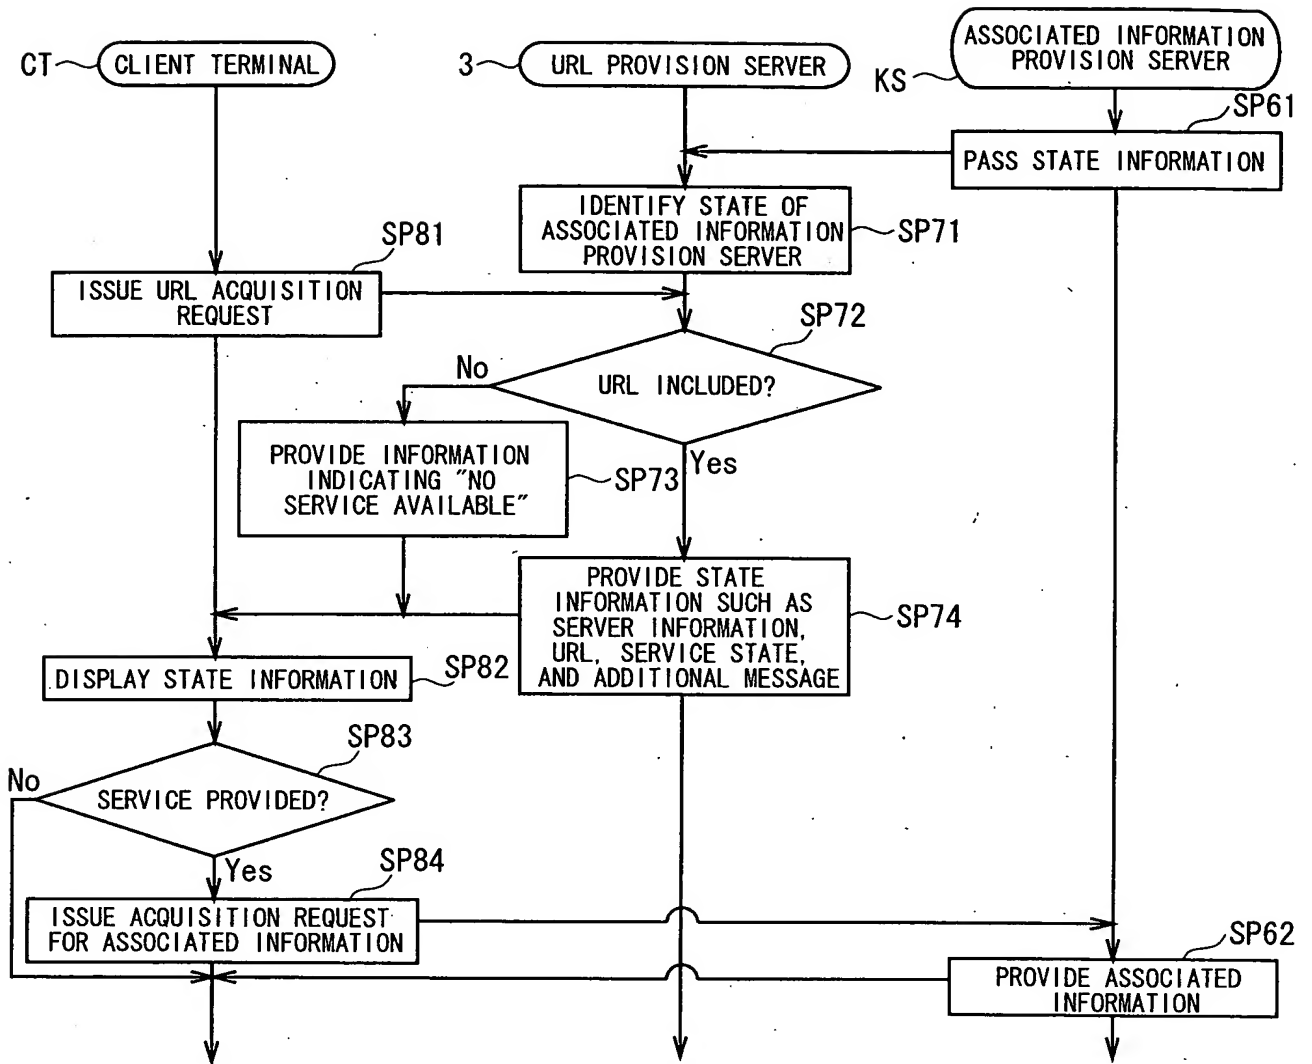 CT
CLIENT TERMINAL
3
URL PROVISION SERVER
ASSOCIATED INFORMATION
PROVISION SERVER
KS
SP61
PASS STATE INFORMATION
IDENTIFY STATE OF
ASSOCIATED INFORMATION
PROVISION SERVER
SP71
SP81
ISSUE URL ACQUISITION
REQUEST
SP72
URL INCLUDED?
No
Yes
PROVIDE INFORMATION
INDICATING "NO
SERVICE AVAILABLE"
SP73
PROVIDE STATE
INFORMATION SUCH AS
SERVER INFORMATION,
URL, SERVICE STATE,
AND ADDITIONAL MESSAGE
SP74
DISPLAY STATE INFORMATION
SP82
SP83
No
SERVICE PROVIDED?
Yes
SP84
ISSUE ACQUISITION REQUEST
FOR ASSOCIATED INFORMATION
SP62
PROVIDE ASSOCIATED
INFORMATION